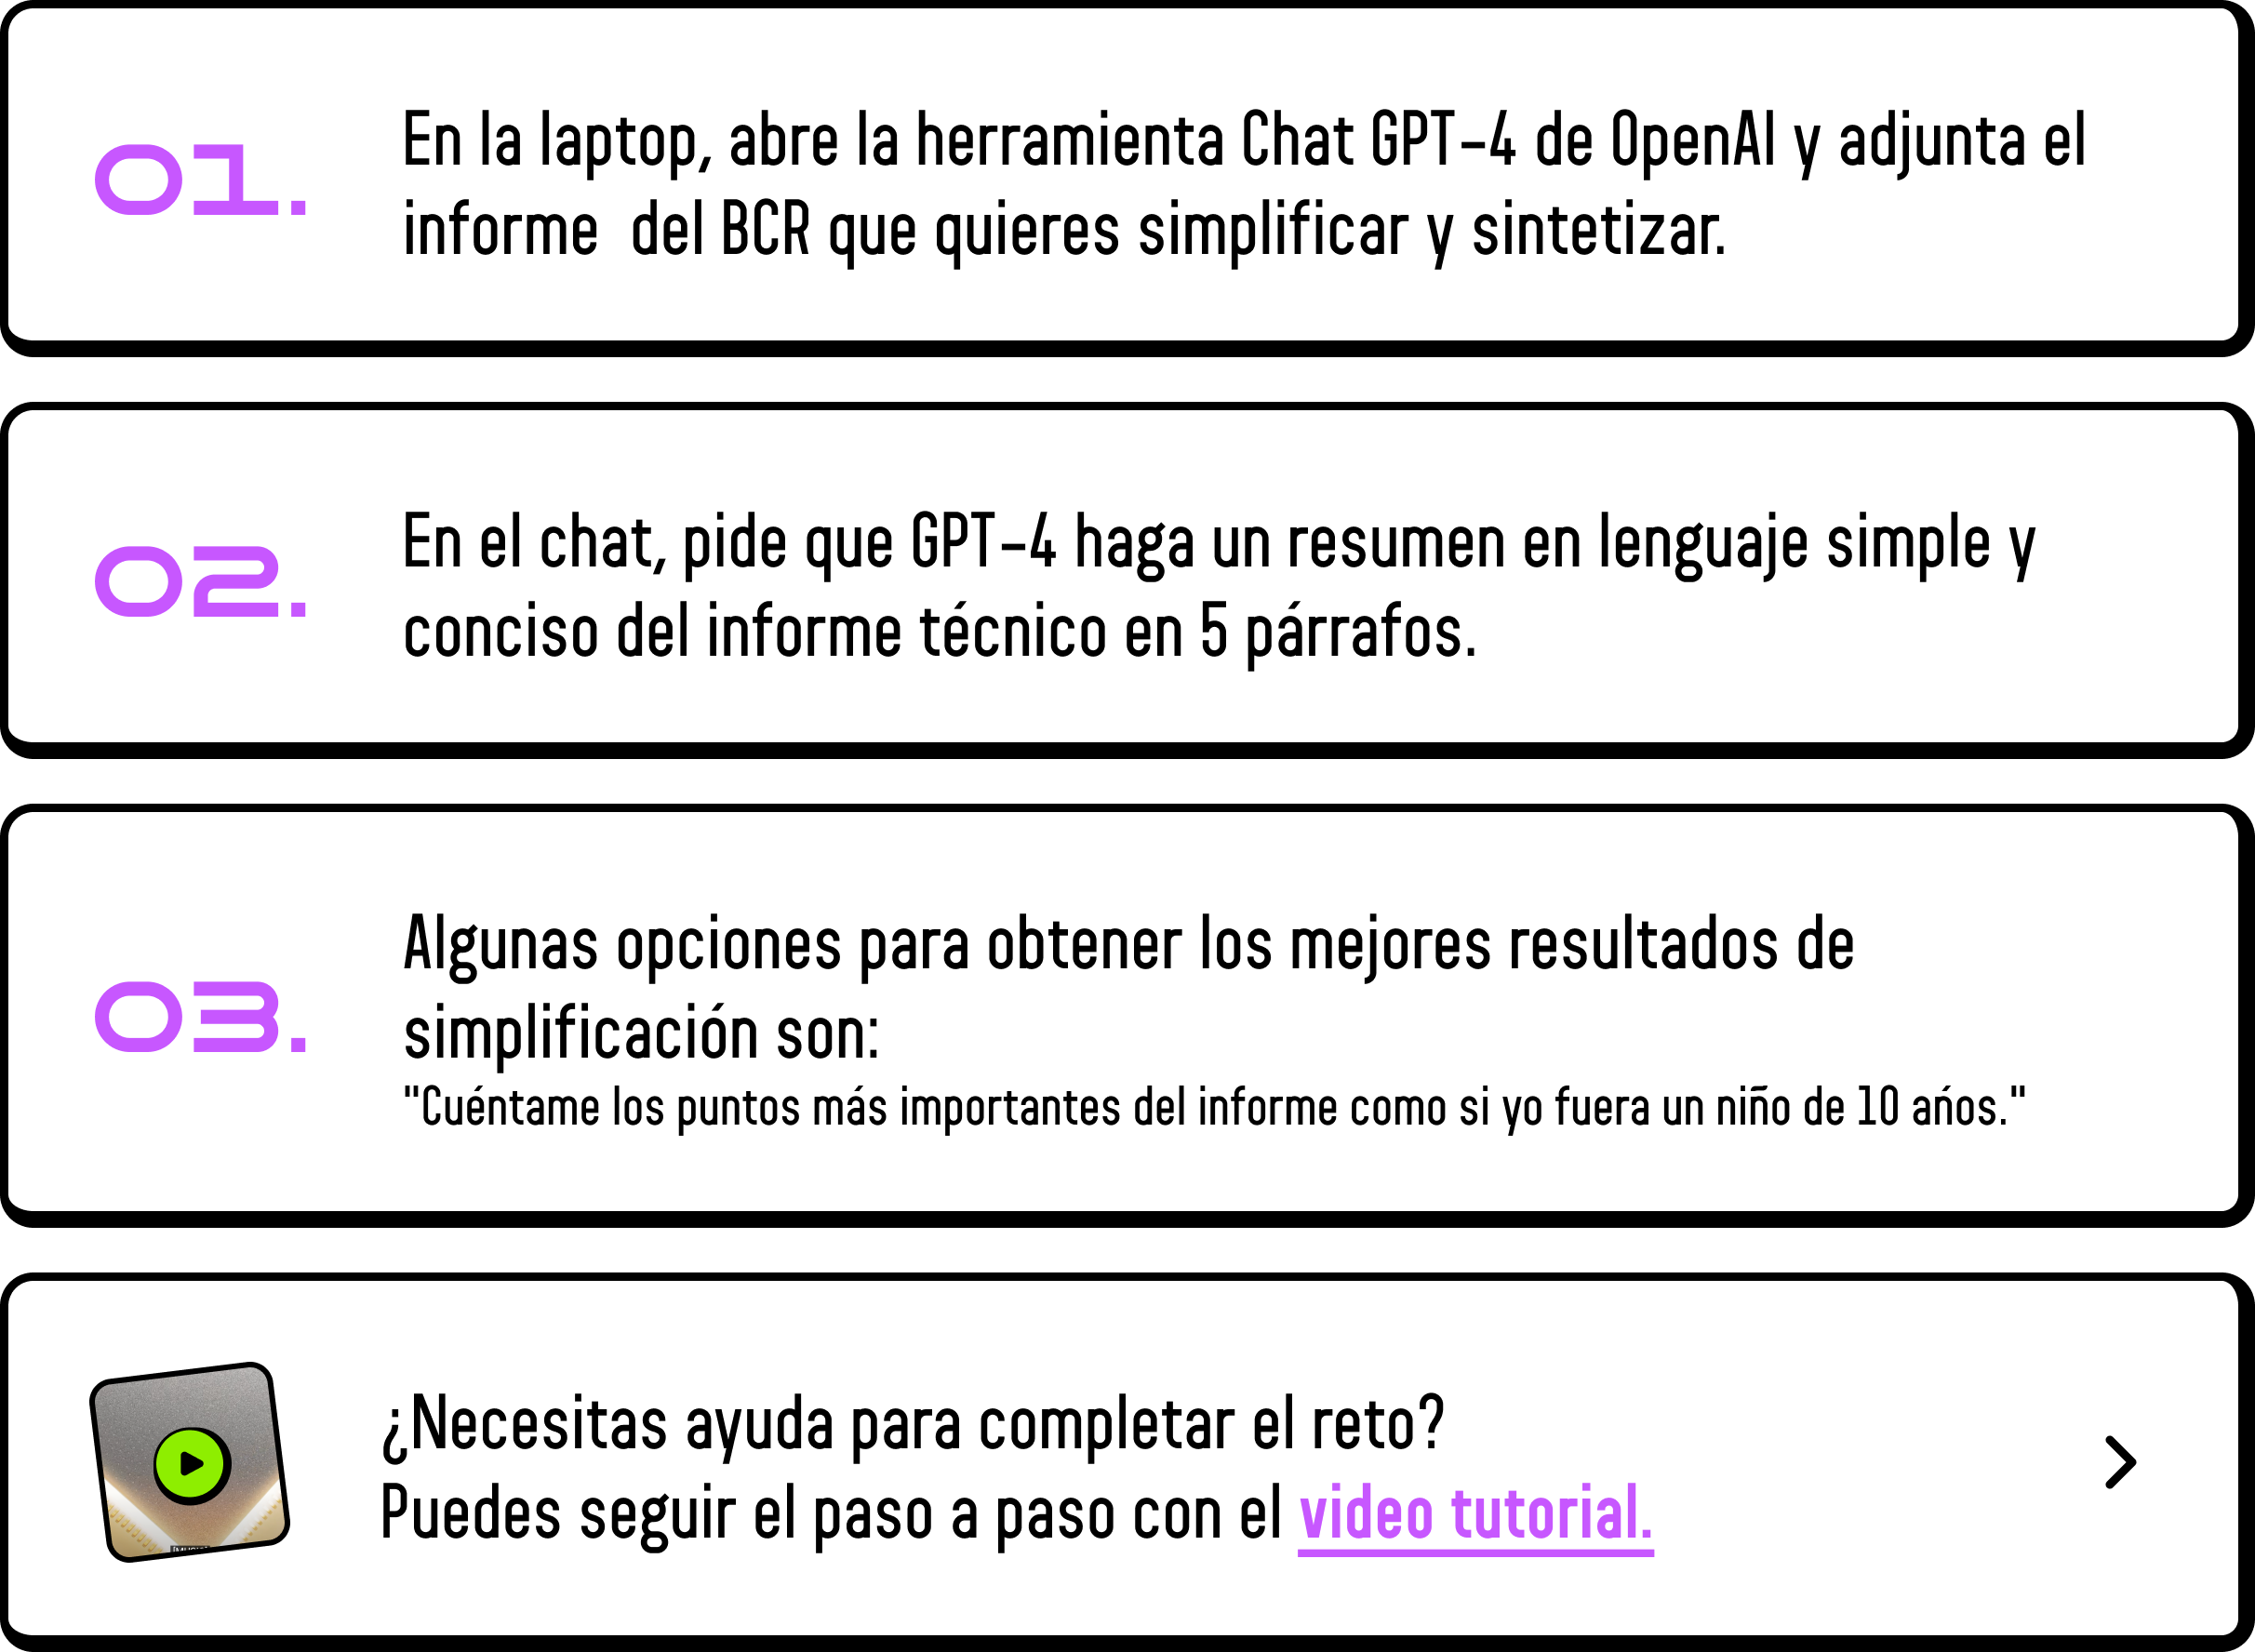 01.
En la laptop, abre la herramienta Chat GPT-4 de OpenAI y adjunta el
informe  del BCR que quieres simplificar y sintetizar.
02.
En el chat, pide que GPT-4 haga un resumen en lenguaje simple y
conciso del informe técnico en 5 párrafos.
03.
Algunas opciones para obtener los mejores resultados de
simplificación son:
"Cuéntame los puntos más importantes del informe como si yo fuera un niño de 10 años."
¿Necesitas ayuda para completar el reto?
Puedes seguir el paso a paso con el video tutorial.